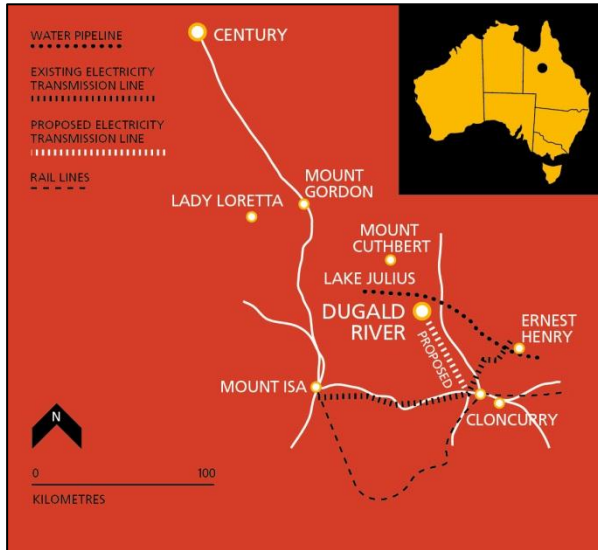 WATER PIPELINE
EXISTING ELECTRICITY
TRANSMISSION LINE
PROPOSED ELECTRICITY
TRANSMISSION LINE
RAIL LINES
CENTURY
MOUNT
GORDON
LADY LORETTA
MOUNT
CUTHBERT
LAKE JULIUS
DUGALD
RIVER
PROPOSED
ERNEST
HENRY
MOUNT ISA
CLONCURRY
N
0 100
KILOMETRES